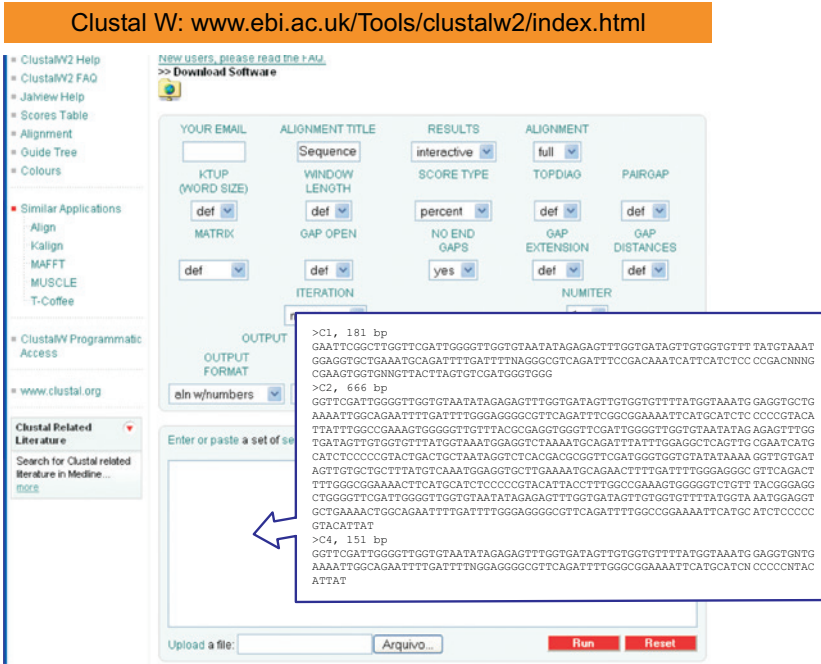 Clustal W: www.ebi.ac.uk/Tools/clustalw2/index.html
ClustalW2 Help
ClustalW2 FAQ
Jalview Help
Scores Table
Alignment
Guide Tree
Colours
Similar Applications
Align
Kalign
MAFFT
MUSCLE
T-Coffee
ClustalW Programmatic
Access
www.clustal.org
Clustal Related
Literature
Search for Clustal related
literature in Medline...
more
New users, please read the FAQ.
>> Download Software
YOUR EMAIL ALIGNMENT TITLE RESULTS ALIGNMENT
Sequence interactive full
KTUP WINDOW SCORE TYPE TOPDIAG PAIRGAP
(WORD SIZE) LENGTH
def def percent def def
MATRIX GAP OPEN NO END GAP GAP
GAPS EXTENSION DISTANCES
def def yes def def
ITERATION NUMITER
OUTPUT
OUTPUT
FORMAT
aln w/numbers
Enter or paste a set of
>C1, 181 bp
GAATTCGGCTTGGTTCGATTGGGGTTGGTGTAATATAGAGAGTTTGGTGATAGTTGTGGTGTTT TATGTAAAT
GGAGGTGCTGAAATGCAGATTTTGATTTTNAGGGCGTCAGATTTCCGACAAATCATTCATCTCC CCCGACNNNG
CGAAGTGGTGNNGTTACTTAGTGTCGATGGGTGGG
>C2, 666 bp
GGTTCGATTGGGGTTGGTGTAATATAGAGAGTTTGGTGATAGTTGTGGTGTTTTATGGTAAATG GAGGTGCTG
AAAATTGGCAGAATTTTGATTTTGGGAGGGGCGTTCAGATTTCGGCGGAAAATTCATGCATCTC CCCCGTACA
TTATTTGGCCGAAAGTGGGGGTTGTTTACGCGAGGTGGGTTCGATTGGGGTTGGTGTAATATAG AGAGTTTGG
TGATAGTTGTGGTGTTTATGGTAAATGGAGGTCTAAAATGCAGATTATTTGGAGGCTCAGTTG CGAATCATG
CATCTCCCCCGTACTGACTGCTAATAGGTCTCACGACGCGGTTCGATGGGTGGTGTATATAAAA GGTTGTGAT
AGTTGTGCTGCTTTATGTCAAATGGAGGTGCTTGAAAATGCAGAACTTTTGATTTTGGGAGGGC GTTCAGACT
TTTGGGCGGAAAACTTCATGCATCTCCCCCGTACATTACCTTTGGCCGAAAGTGGGGGTCTGTT TACGGGAGG
CTGGGGTTCGATTGGGGTTGGTGTAATATAGAGAGTTTGGTGATAGTTGTGGTGTTTTATGGTA AATGGAGGT
GCTGAAAACTGGCAGAATTTTGATTTTGGGAGGGGCGTTCAGATTTTGGCCGGAAAATTCATGC ATCTCCCCC
GTACATTAT
>C4, 151 bp
GGTTCGATTGGGGTTGGTGTAATATAGAGAGTTTGGTGATAGTTGTGGTGTTTTATGGTAAATG GAGGTGNTG
AAAATTGGCAGAATTTTGATTTTNGGAGGGGCGTTCAGATTTTGGGCGGAAAATTCATGCATCN CCCCCNTAC
ATTAT
Upload a file: Arquivo... Run Reset